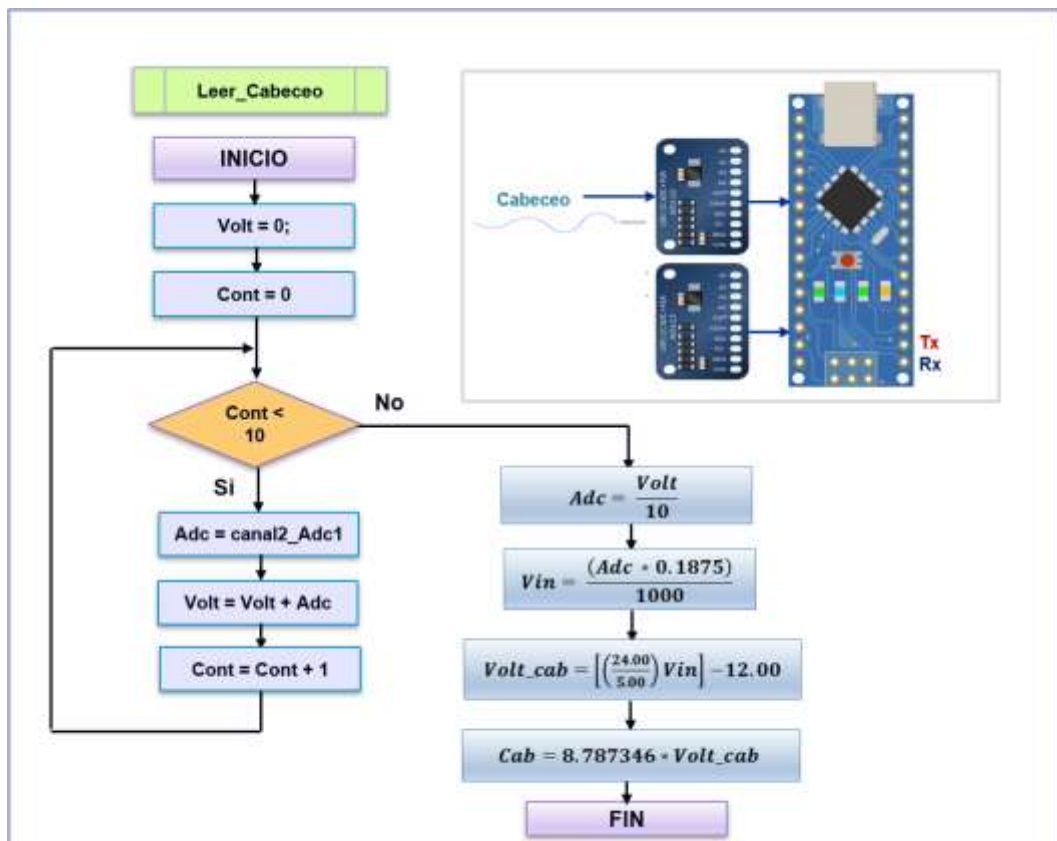 Leer_Cabeceo
INICIO
Volt = 0;
Cont = 0
Cont <
10
No
Si
Adc = canal2_Adc1
Volt = Volt + Adc
Cont = Cont + 1
Adc = Volt / 10
Vin = (Adc * 0.1875) / 1000
Volt_cab = [(24.00/5.00) Vin] − 12.00
Cab = 8.787346 * Volt_cab
FIN
Cabeceo
Tx
Rx